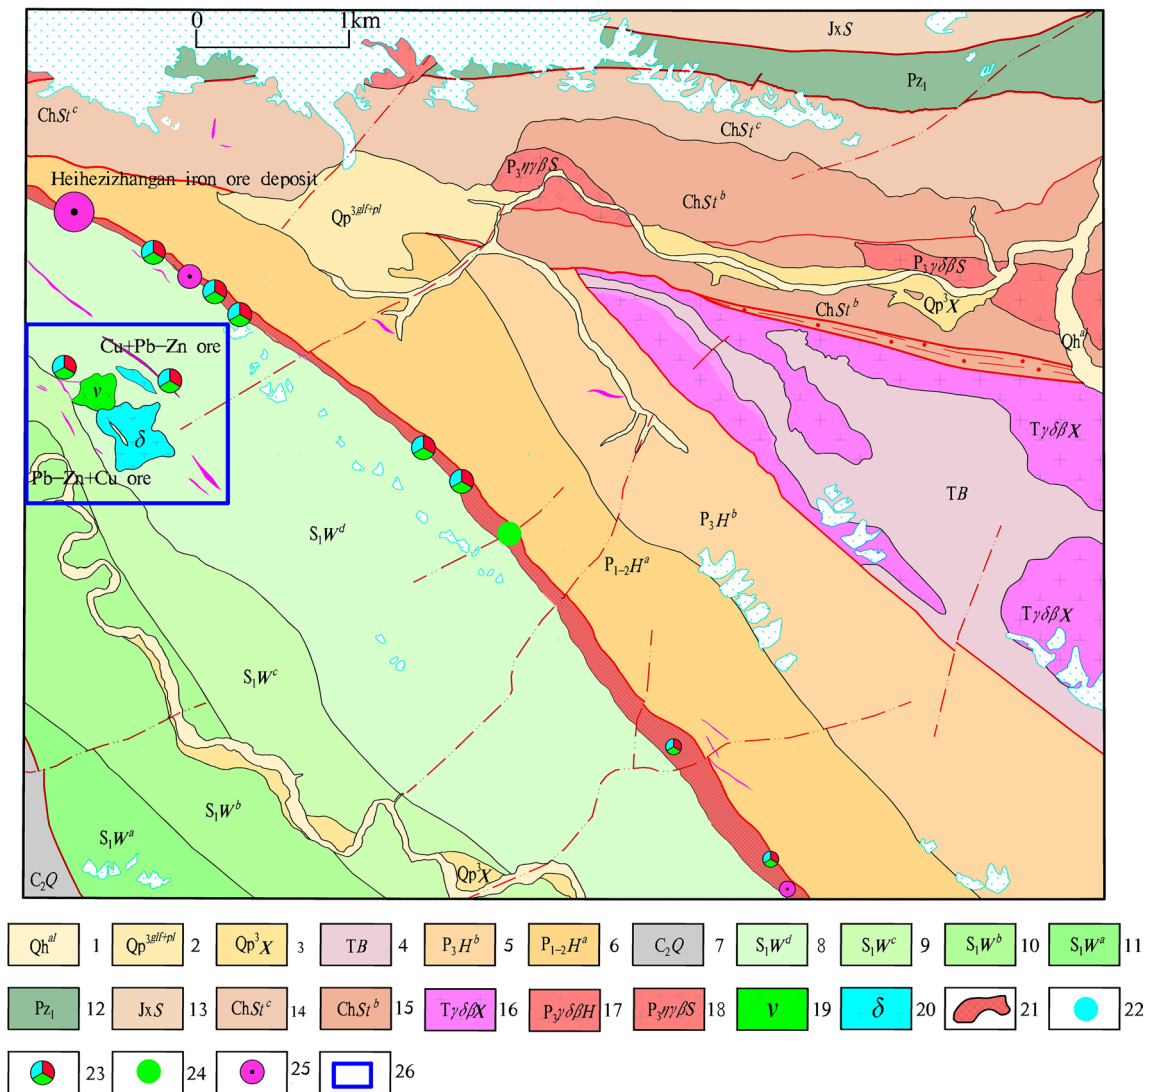 0 1km
JxS
Pz₁
ChStᶜ
ChStᶜ
P₃ηγβS
Heihezizhangan iron ore deposit
Qp³ᵍˡᶠ⁺ᵖˡ
ChStᵇ
P₃γδβS
Qp³X
ChStᵇ
Qhᵃˡ
Cu+Pb−Zn ore
ν
δ
Pb−Zn+Cu ore
TγδβX
TB
S₁Wᵈ
P₃Hᵇ
P₁₋₂Hᵃ
TγδβX
S₁Wᶜ
S₁Wᵇ
S₁Wᵃ
Qp³X
C₂Q
Qhᵃˡ 1 Qp³ᵍˡᶠ⁺ᵖˡ 2 Qp³X 3 TB 4 P₃Hᵇ 5 P₁₋₂Hᵃ 6 C₂Q 7 S₁Wᵈ 8 S₁Wᶜ 9 S₁Wᵇ 10 S₁Wᵃ 11
Pz₁ 12 JxS 13 ChStᶜ 14 ChStᵇ 15 TγδβX 16 P₃γδβH 17 P₃ηγβS 18 ν 19 δ 20 21 22
23 24 25 26